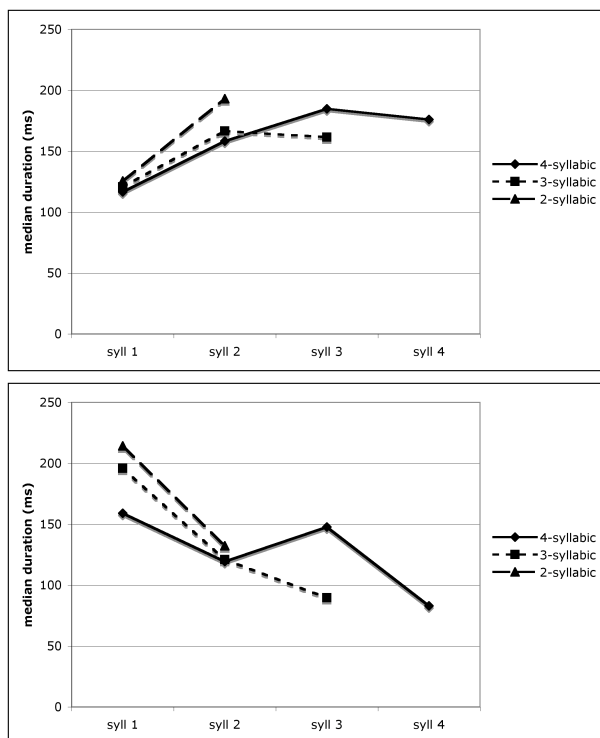 250
200
150
100
50
0
median duration (ms)
syll 1 syll 2 syll 3 syll 4
4-syllabic
3-syllabic
2-syllabic
250
200
150
100
50
0
median duration (ms)
syll 1 syll 2 syll 3 syll 4
4-syllabic
3-syllabic
2-syllabic